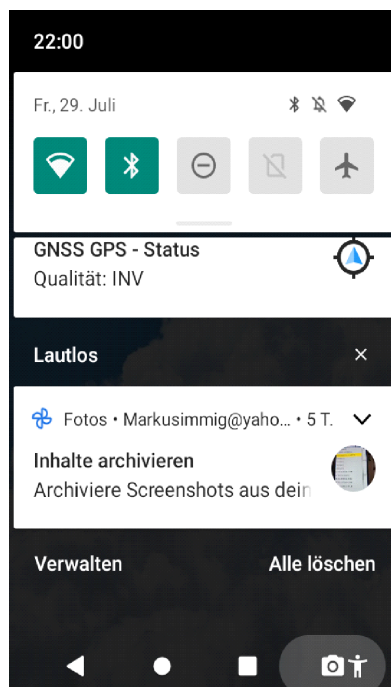 22:00
Fr., 29. Juli
GNSS GPS - Status
Qualität: INV
Lautlos
Fotos • Markusimmig@yaho... • 5 T.
Inhalte archivieren
Archiviere Screenshots aus dein
Verwalten
Alle löschen